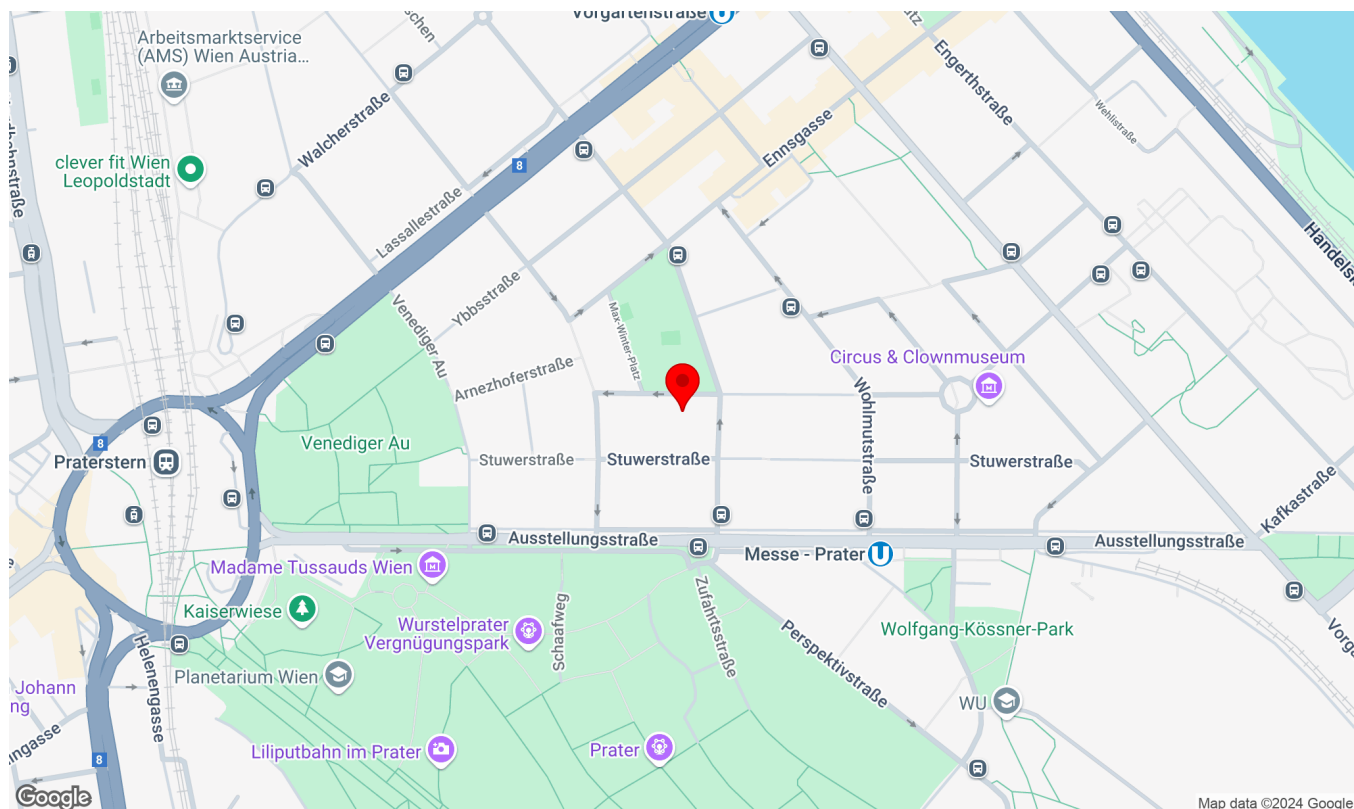 Vorgartenstraße
Arbeitsmarktservice
(AMS) Wien Austria...
Engerthstraße
Wehlistraße
Walcherstraße
Ennsgasse
clever fit Wien
Leopoldstadt
8
Lassallestraße
Handelsk
Ybbsstraße
Venediger Au
Max-Winter-Platz
Arnezhoferstraße
Circus & Clownmuseum
Wohlmutstraße
Venediger Au
8
Praterstern
Stuwerstraße
Stuwerstraße
Stuwerstraße
Kafkastraße
Ausstellungsstraße
Messe - Prater
Ausstellungsstraße
Madame Tussauds Wien
Kaiserwiese
Wurstelprater
Vergnügungspark
Schaafweg
Zufahrtsstraße
Perspektivstraße
Wolfgang-Kössner-Park
Vorga
Helenengasse
Planetarium Wien
Johann
ng
WU
Liliputbahn im Prater
Prater
8
Google
Map data ©2024 Google